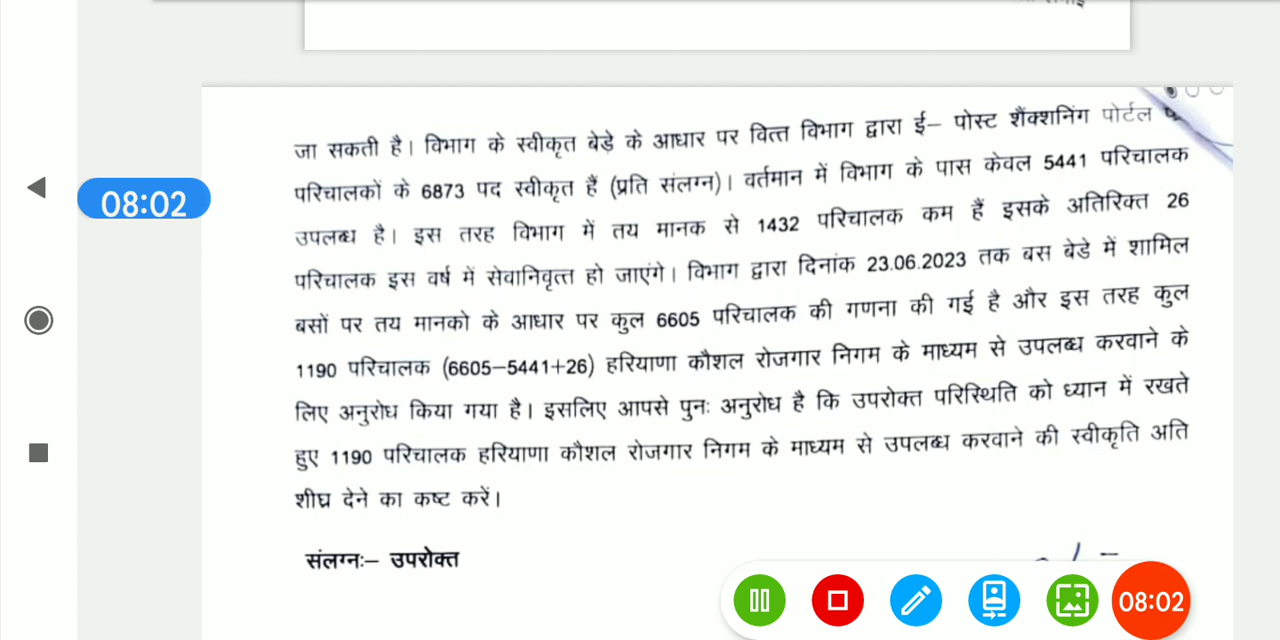 08:02
जा सकती है। विभाग के स्वीकृत बेड़े के आधार पर वित्त विभाग द्वारा ई– पोस्ट शैंक्शनिंग पोर्टल
परिचालकों के 6873 पद स्वीकृत हैं (प्रति संलग्न)। वर्तमान में विभाग के पास केवल 5441 परिचालक
उपलब्ध है। इस तरह विभाग में तय मानक से 1432 परिचालक कम हैं इसके अतिरिक्त 26
परिचालक इस वर्ष में सेवानिवृत्त हो जाएंगे। विभाग द्वारा दिनांक 23.06.2023 तक बस बेडे में शामिल
बसों पर तय मानको के आधार पर कुल 6605 परिचालक की गणना की गई है और इस तरह कुल
1190 परिचालक (6605–5441+26) हरियाणा कौशल रोजगार निगम के माध्यम से उपलब्ध करवाने के
लिए अनुरोध किया गया है। इसलिए आपसे पुनः अनुरोध है कि उपरोक्त परिस्थिति को ध्यान में रखते
हुए 1190 परिचालक हरियाणा कौशल रोजगार निगम के माध्यम से उपलब्ध करवाने की स्वीकृति अति
शीघ्र देने का कष्ट करें।
संलग्नः– उपरोक्त
08:02